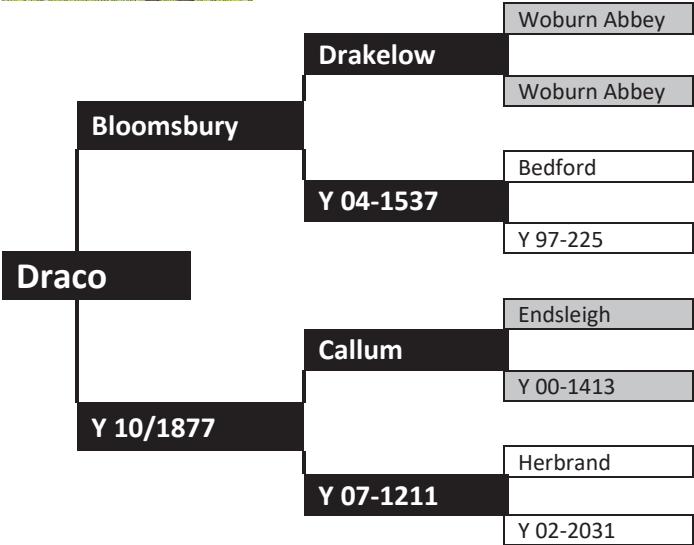 Woburn Abbey
Drakelow
Woburn Abbey
Bloomsbury
Bedford
Y 04-1537
Y 97-225
Draco
Endsleigh
Callum
Y 00-1413
Y 10/1877
Herbrand
Y 07-1211
Y 02-2031